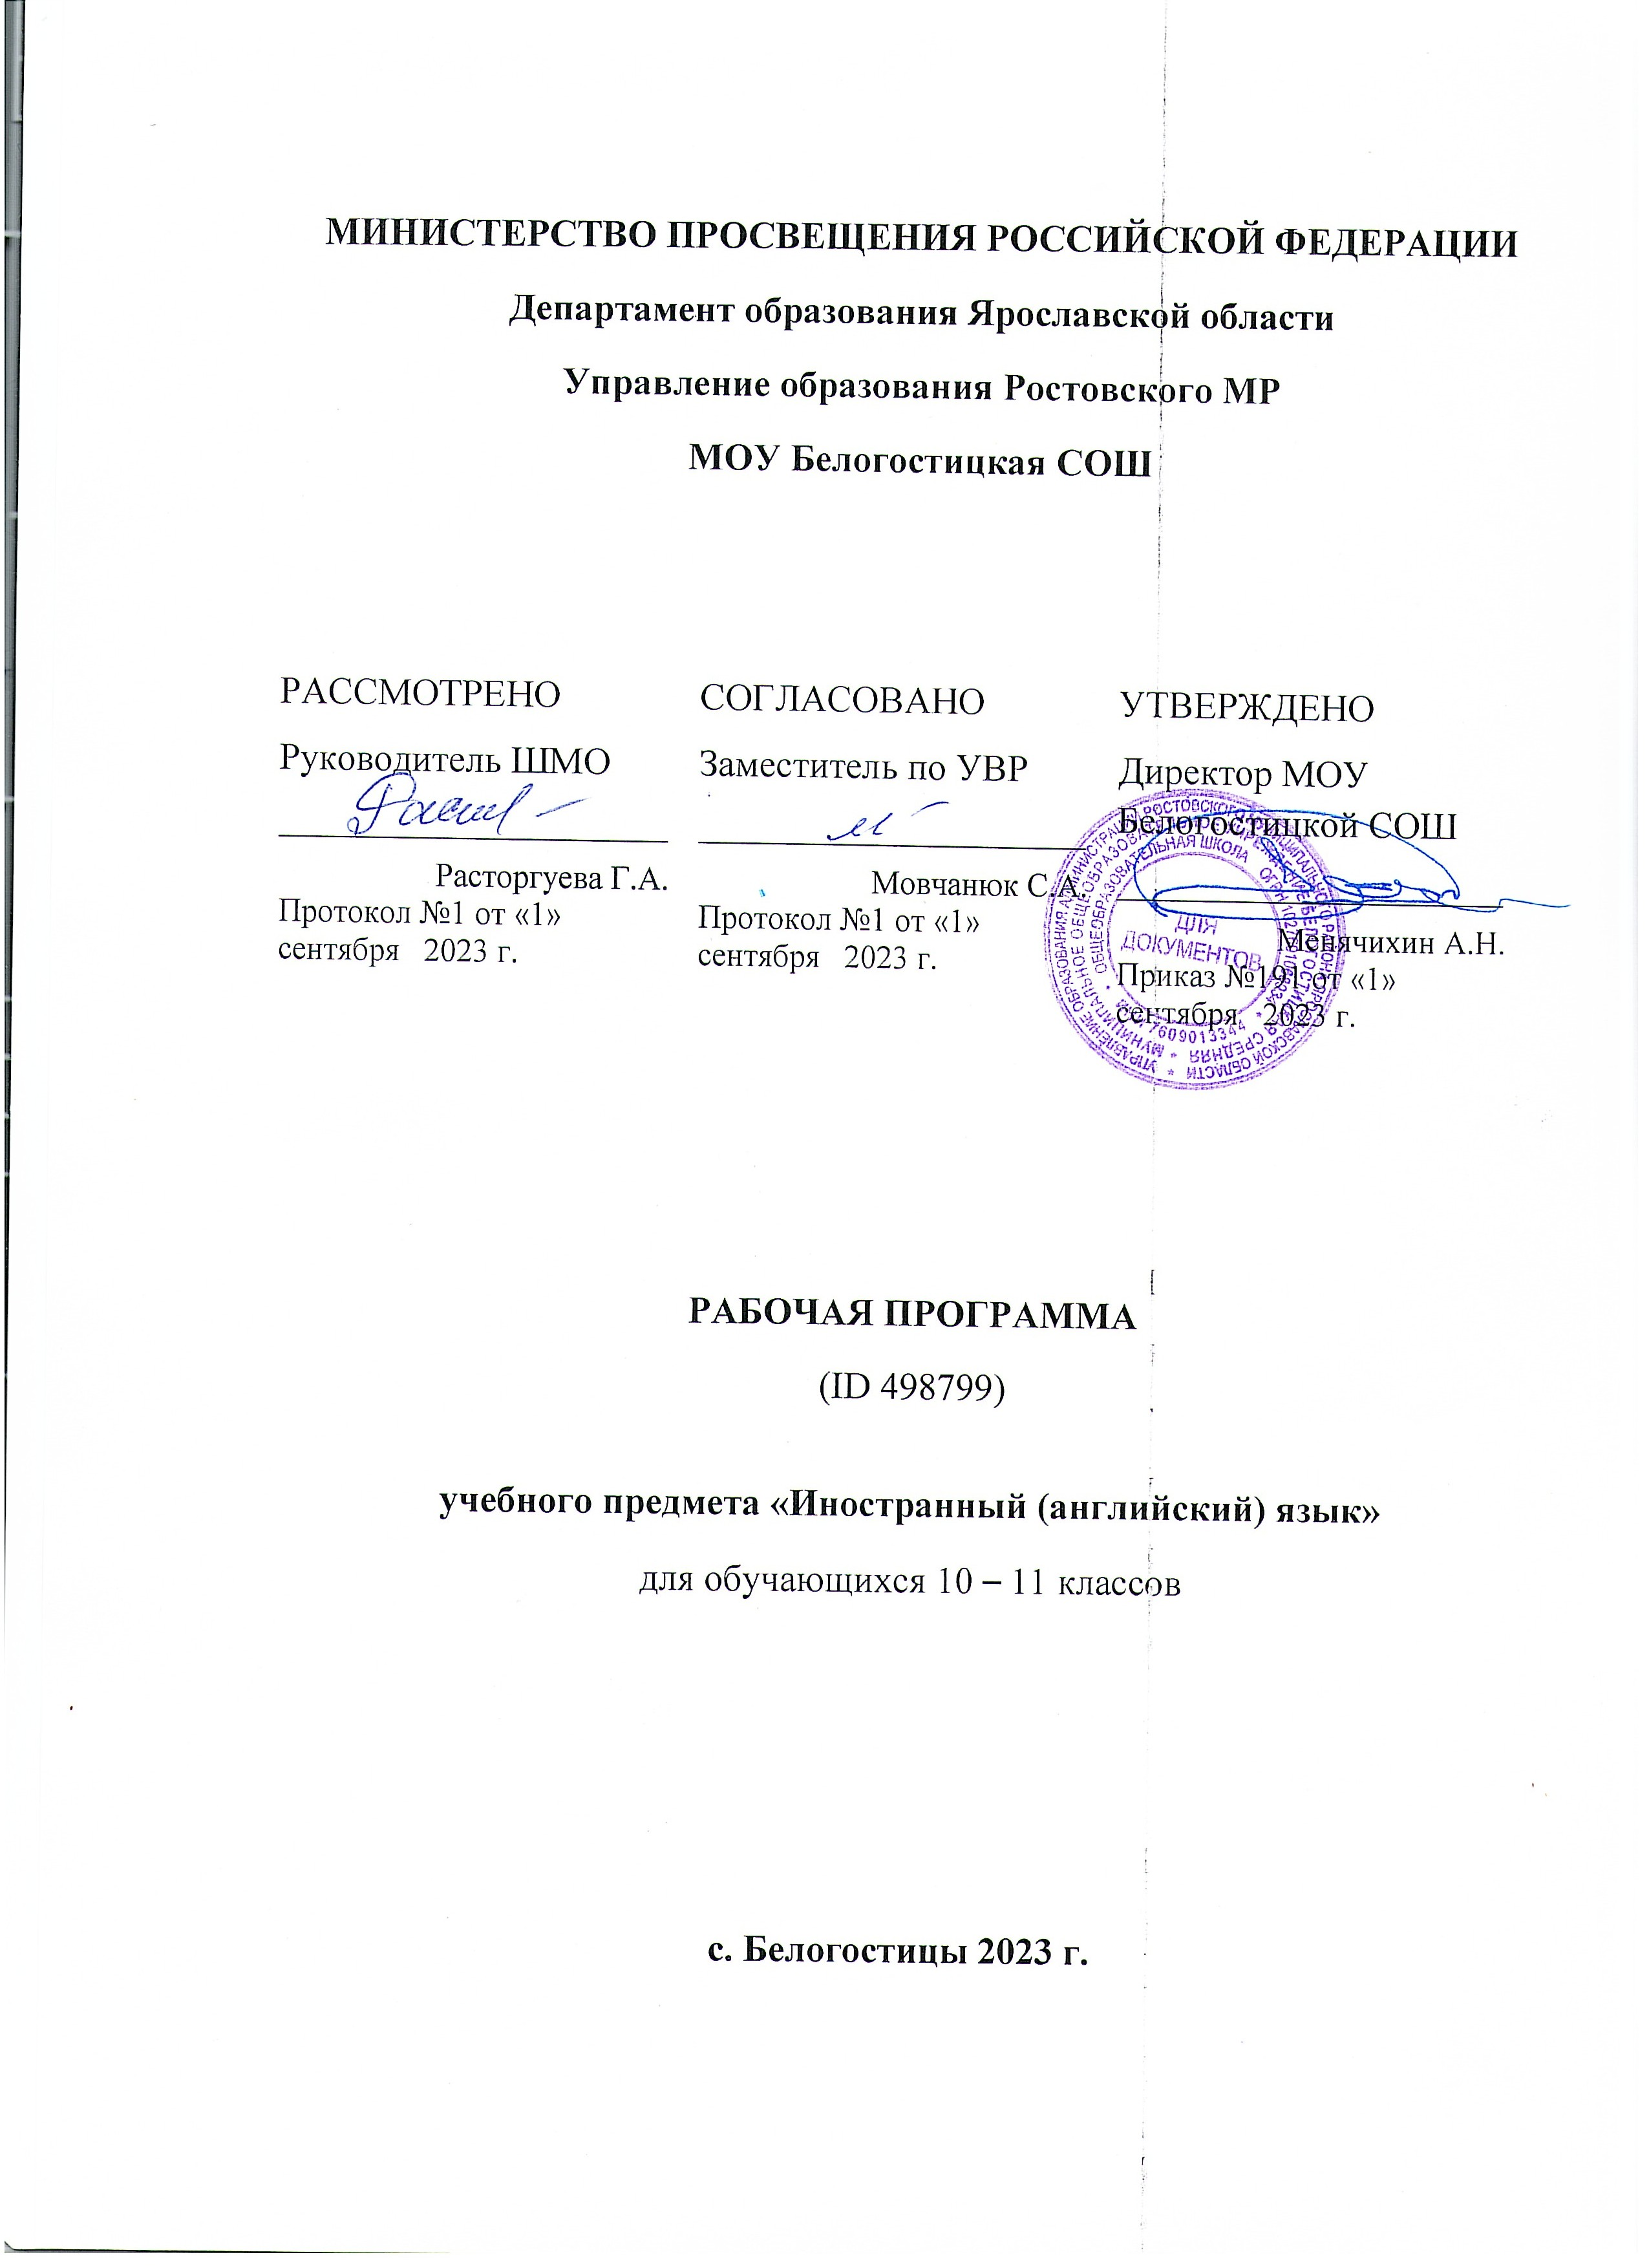 МИНИСТЕРСТВО ПРОСВЕЩЕНИЯ РОССИЙСКОЙ ФЕДЕРАЦИИ
Департамент образования Ярославской области
Управление образования Ростовского МР
МОУ Белогостицкая СОШ
РАССМОТРЕНО
Руководитель ШМО
Расторгуева Г.А.
Протокол №1 от «1»
сентября 2023 г.
СОГЛАСОВАНО
Заместитель по УВР
Мовчанюк С.А.
Протокол №1 от «1»
сентября 2023 г.
УТВЕРЖДЕНО
Директор МОУ
Белогостицкой СОШ
Менячихин А.Н.
Приказ №191 от «1»
сентября 2023 г.
ДЛЯ
ДОКУМЕНТОВ
ОБЩЕОБРАЗОВАТЕЛЬНАЯ ШКОЛА
7609013344
РАБОЧАЯ ПРОГРАММА
(ID 498799)
учебного предмета «Иностранный (английский) язык»
для обучающихся 10 – 11 классов
с. Белогостицы 2023 г.